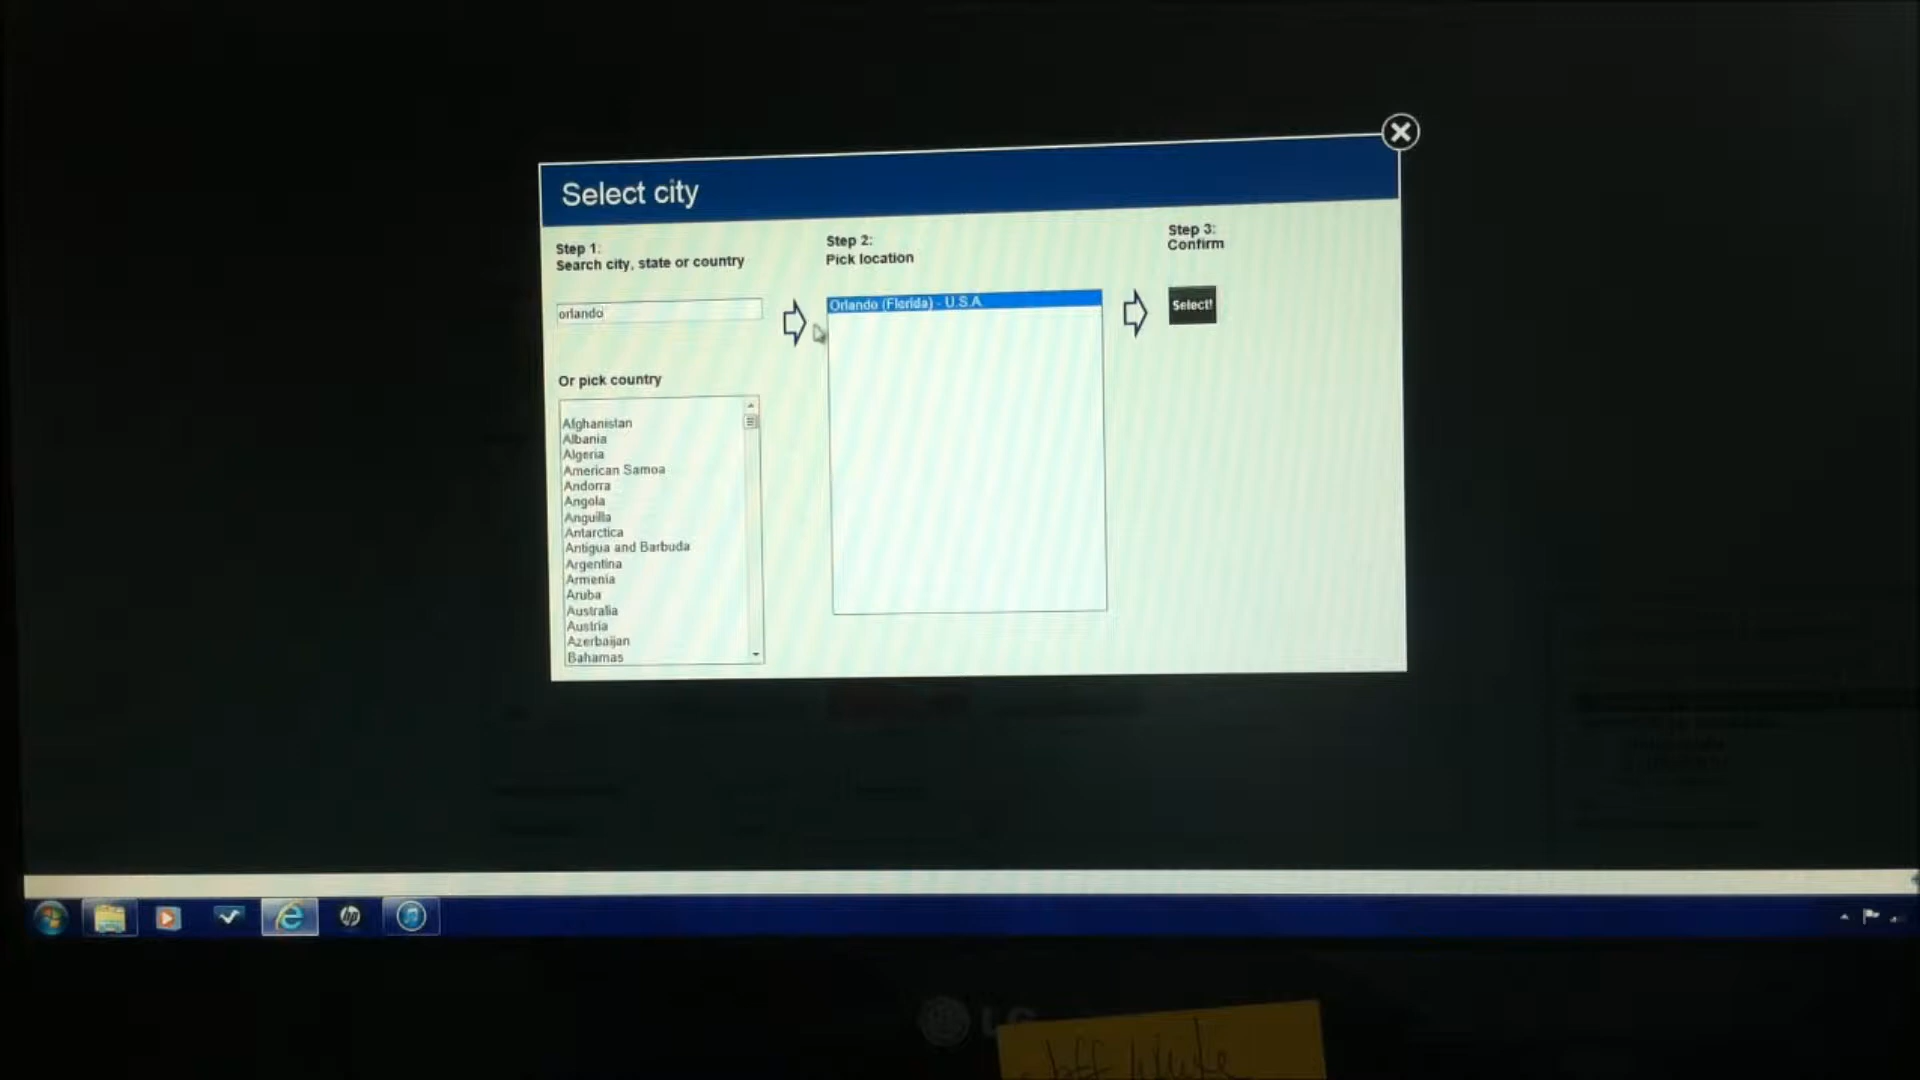 Select city
Step 1:
Search city, state or country
orlando
Or pick country
Afghanistan
Albania
Algeria
American Samoa
Andorra
Angola
Anguilla
Antarctica
Antigua and Barbuda
Argentina
Armenia
Aruba
Australia
Austria
Azerbaijan
Bahamas
Step 2:
Pick location
Orlando (Florida) - U.S.A.
Step 3:
Confirm
Select!
hp
LG